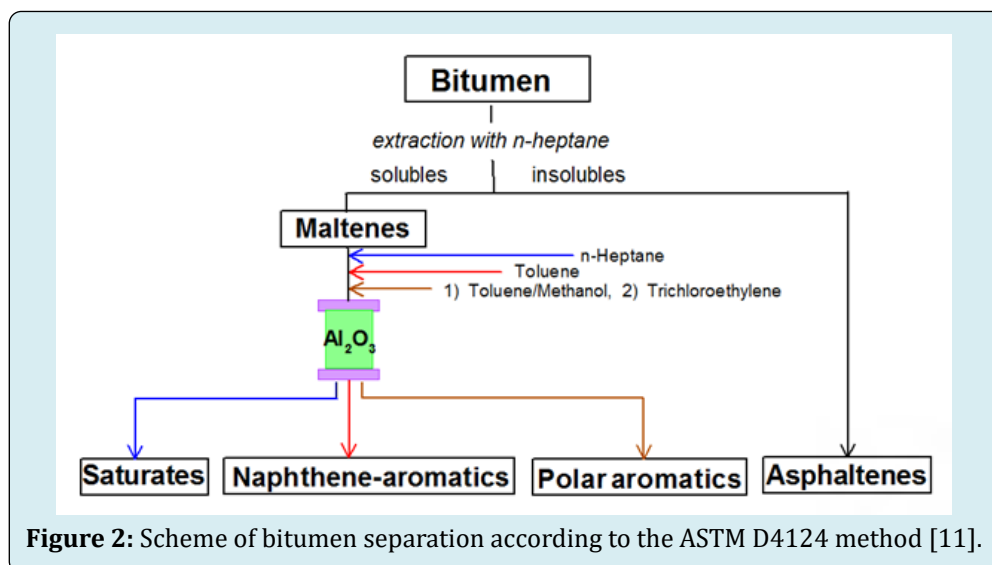 Bitumen
extraction with n-heptane
solubles insolubles
Maltenes
n-Heptane
Toluene
1) Toluene/Methanol, 2) Trichloroethylene
Al₂O₃
Saturates Naphthene-aromatics Polar aromatics Asphaltenes
Figure 2: Scheme of bitumen separation according to the ASTM D4124 method [11].